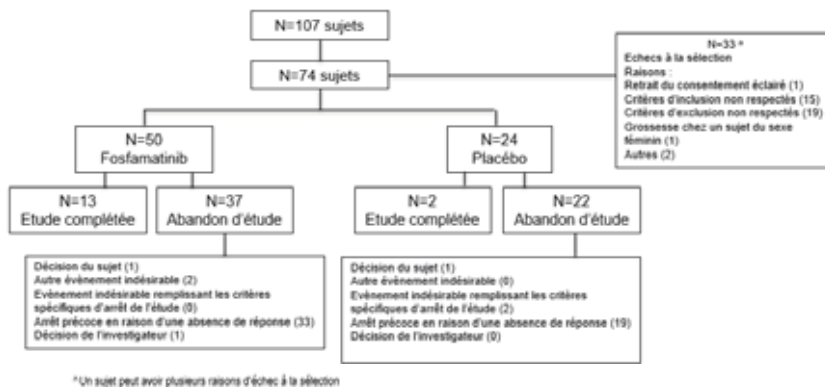 N=107 sujets
N=74 sujets
N=33 ª
Echecs à la sélection
Raisons :
Retrait du consentement éclairé (1)
Critères d'inclusion non respectés (15)
Critères d'exclusion non respectés (19)
Grossesse chez un sujet du sexe
féminin (1)
Autres (2)
N=50
Fosfamatinib
N=24
Placébo
N=13
Etude complétée
N=37
Abandon d'étude
N=2
Etude complétée
N=22
Abandon d'étude
Décision du sujet (1)
Autre évènement indésirable (2)
Evènement indésirable remplissant les critères
spécifiques d'arrêt de l'étude (0)
Arrêt précoce en raison d'une absence de réponse (33)
Décision de l'investigateur (1)
Décision du sujet (1)
Autre évènement indésirable (0)
Evènement indésirable remplissant les critères
spécifiques d'arrêt de l'étude (2)
Arrêt précoce en raison d'une absence de réponse (19)
Décision de l'investigateur (0)
ª Un sujet peut avoir plusieurs raisons d'échec à la sélection